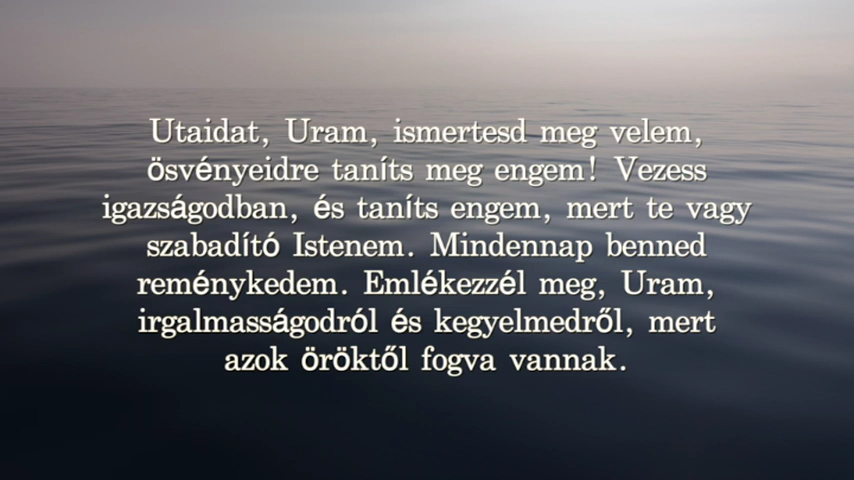 Utaidat, Uram, ismertesd meg velem,
ösvényeidre taníts meg engem! Vezess
igazságodban, és taníts engem, mert te vagy
szabadító Istenem. Mindennap benned
reménykedem. Emlékezzél meg, Uram,
irgalmasságodról és kegyelmedről, mert
azok öröktől fogva vannak.